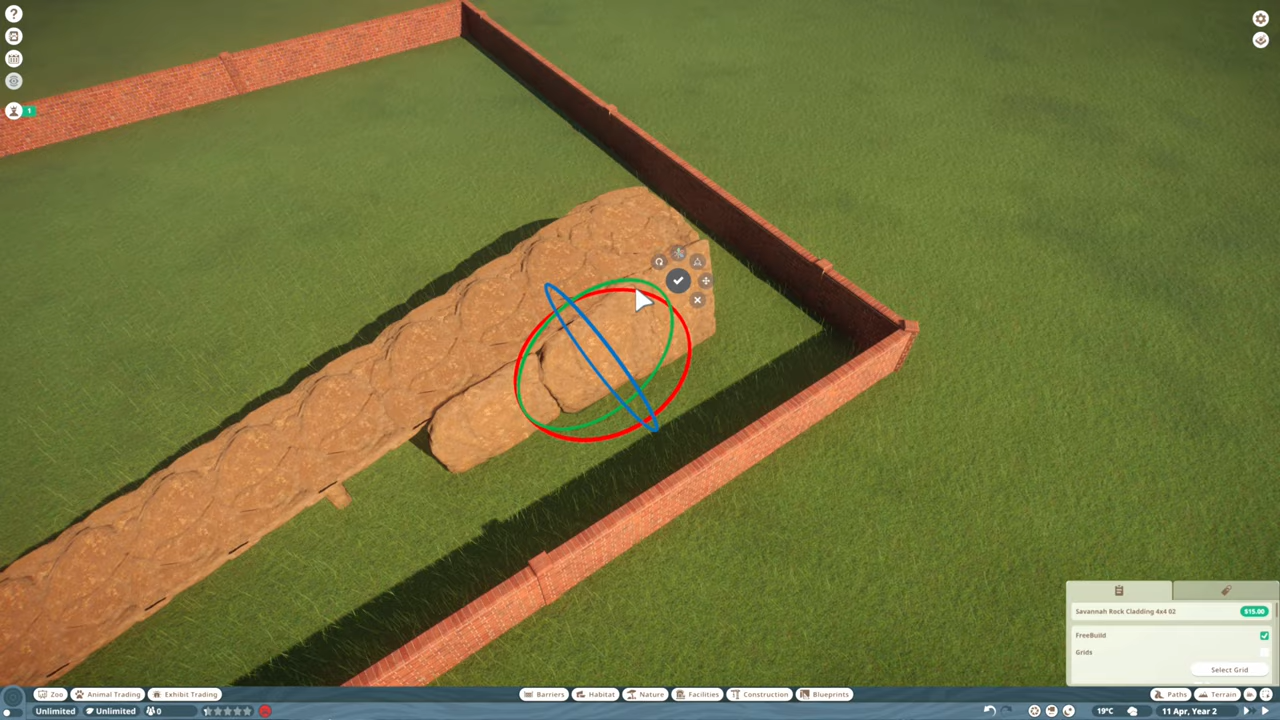 ?
1
Savannah Rock Cladding 4x4 02
$15.00
FreeBuild
Grids
Select Grid
Zoo
Animal Trading
Exhibit Trading
Barriers
Habitat
Nature
Facilities
Construction
Blueprints
Paths
Terrain
Unlimited
Unlimited
0
19°C
11 Apr, Year 2